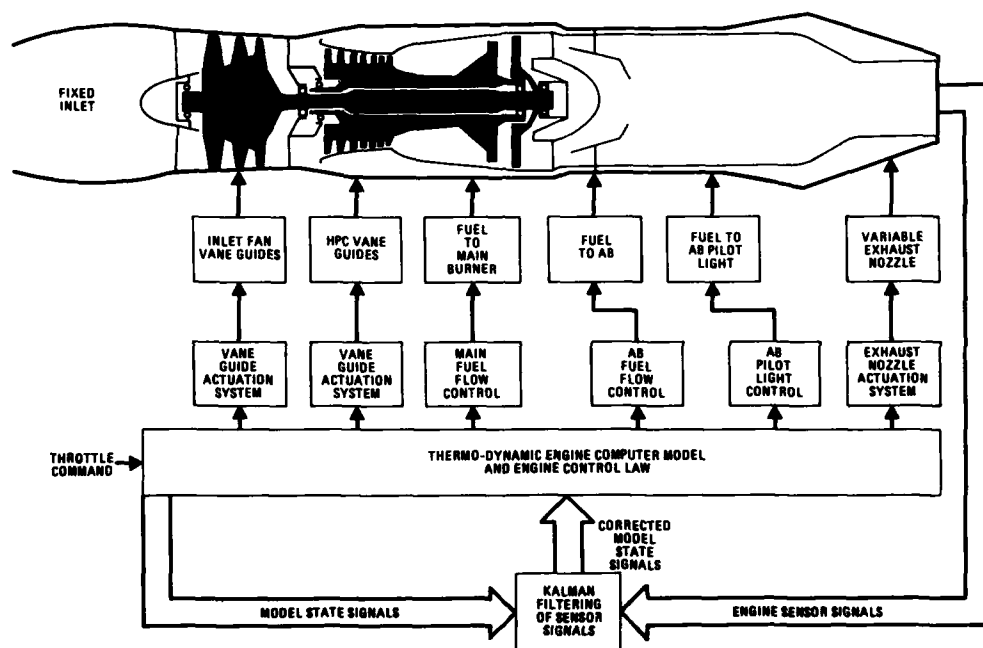 FIXED
INLET
INLET FAN
VANE GUIDES
HPC VANE
GUIDES
FUEL
TO
MAIN
BURNER
FUEL
TO AB
FUEL TO
AB PILOT
LIGHT
VARIABLE
EXHAUST
NOZZLE
VANE
GUIDE
ACTUATION
SYSTEM
VANE
GUIDE
ACTUATION
SYSTEM
MAIN
FUEL
FLOW
CONTROL
AB
FUEL
FLOW
CONTROL
AB
PILOT
LIGHT
CONTROL
EXHAUST
NOZZLE
ACTUATION
SYSTEM
THROTTLE
COMMAND
THERMO-DYNAMIC ENGINE COMPUTER MODEL
AND ENGINE CONTROL LAW
CORRECTED
MODEL
STATE
SIGNALS
MODEL STATE SIGNALS
KALMAN
FILTERING
OF SENSOR
SIGNALS
ENGINE SENSOR SIGNALS